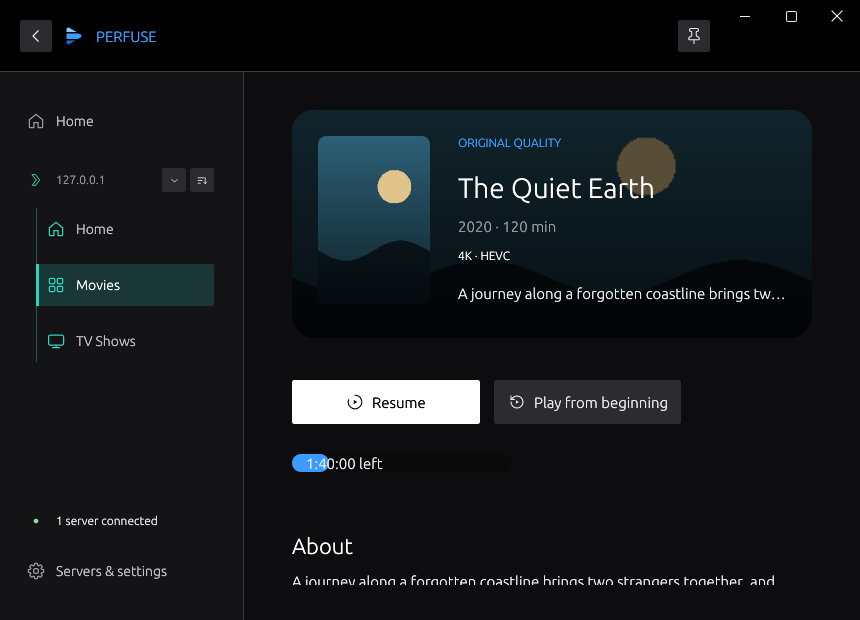 PERFUSE
Home
127.0.0.1
Home
Movies
TV Shows
1 server connected
Servers & settings
ORIGINAL QUALITY
The Quiet Earth
2020 · 120 min
4K · HEVC
A journey along a forgotten coastline brings tw…
Resume
Play from beginning
1:40:00 left
About
A journey along a forgotten coastline brings two strangers together, and